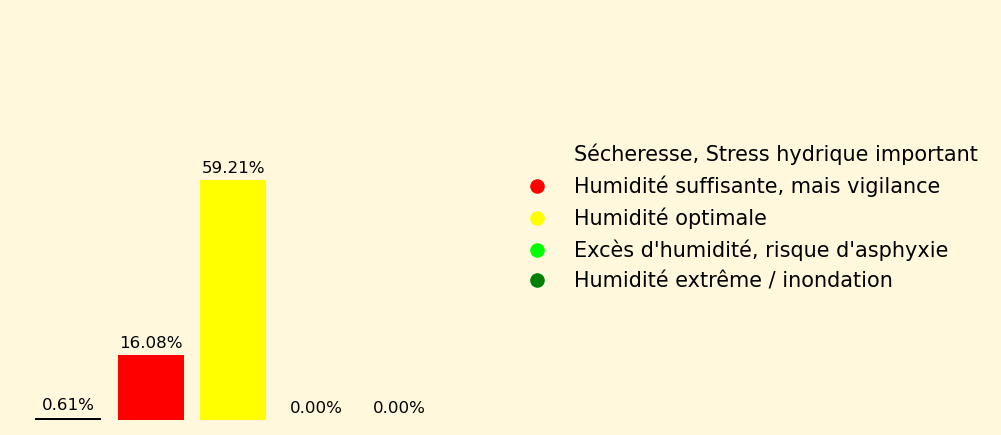 59.21%
16.08%
0.61%
0.00%
0.00%
Sécheresse, Stress hydrique important
Humidité suffisante, mais vigilance
Humidité optimale
Excès d'humidité, risque d'asphyxie
Humidité extrême / inondation